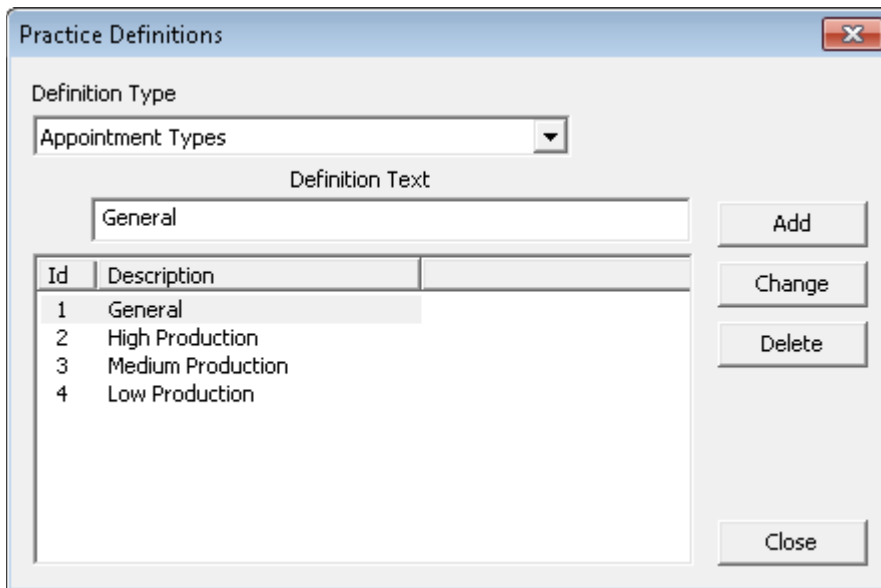 Practice Definitions
Definition Type
Appointment Types
Definition Text
General
Add
Id Description
Change
1 General
2 High Production
Delete
3 Medium Production
4 Low Production
Close